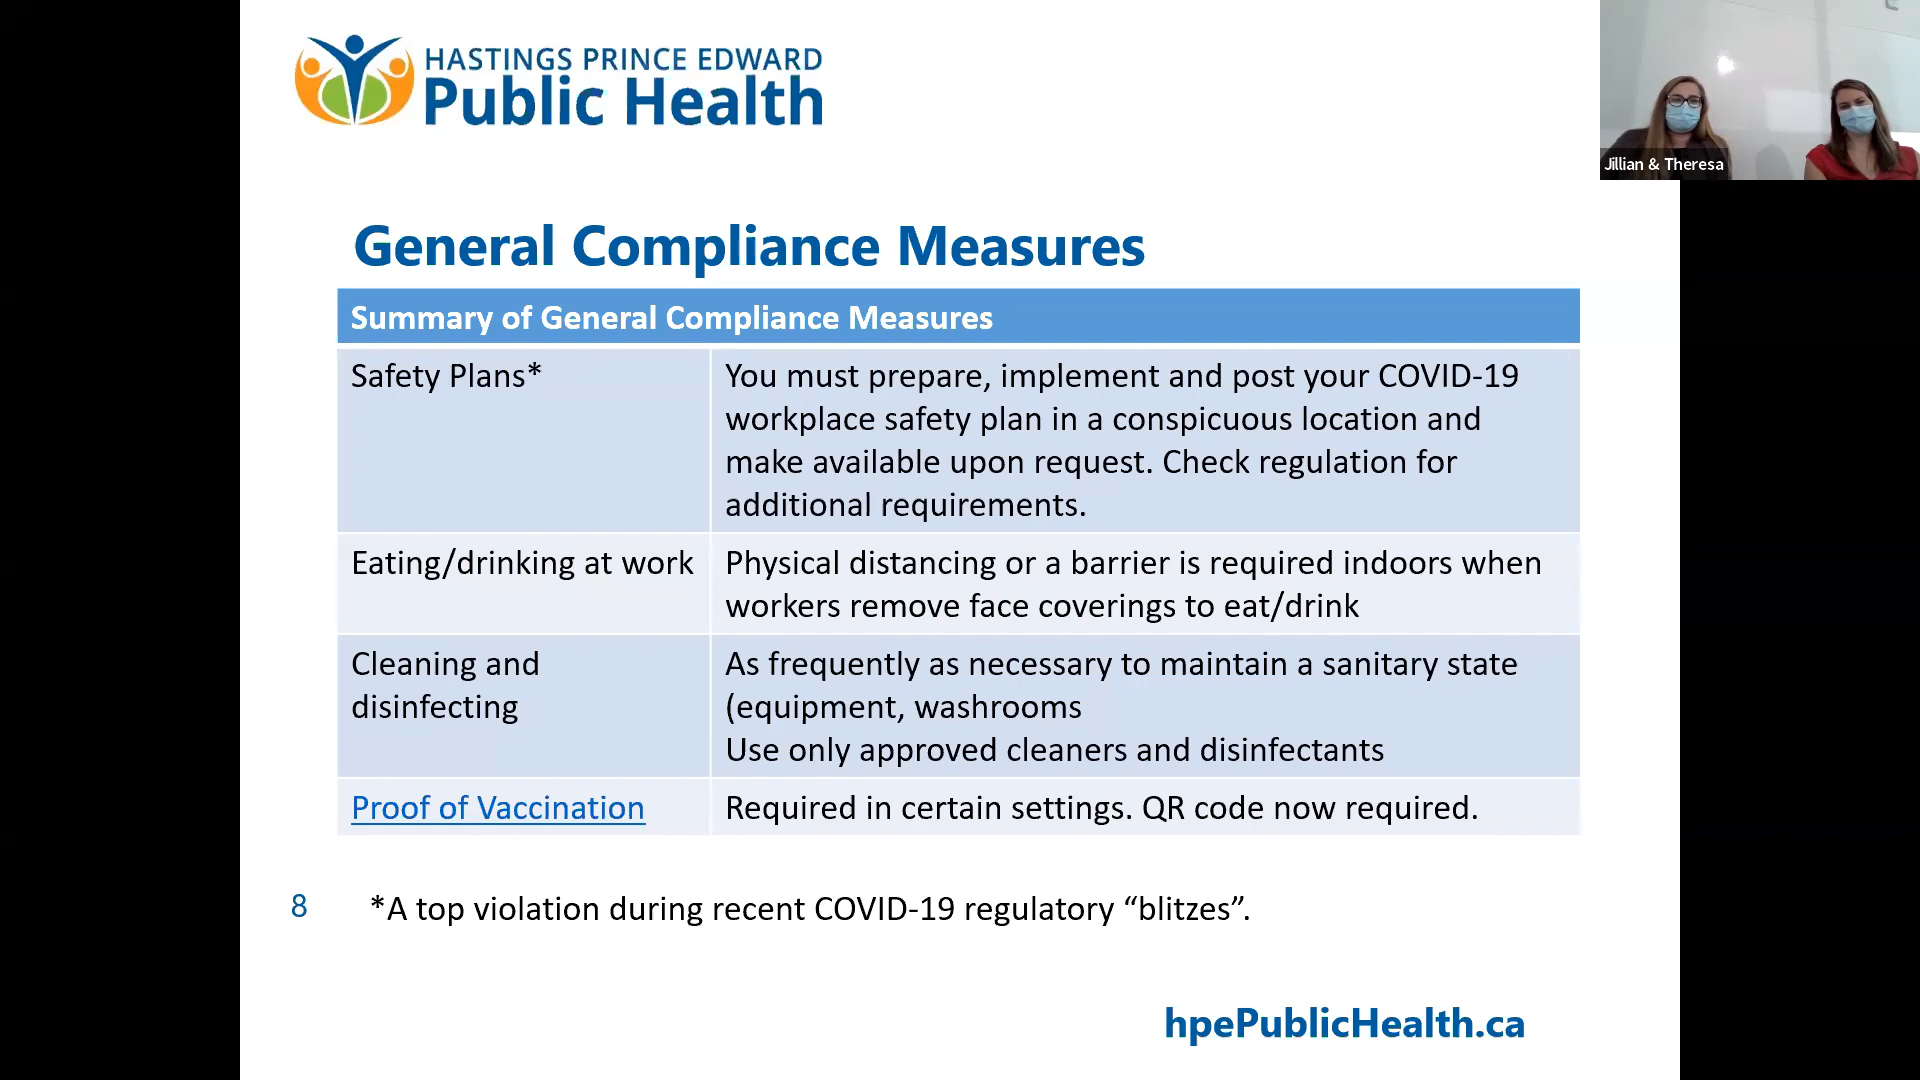 HASTINGS PRINCE EDWARD
Public Health
Jillian & Theresa
General Compliance Measures
Summary of General Compliance Measures
Safety Plans*
You must prepare, implement and post your COVID-19
workplace safety plan in a conspicuous location and
make available upon request. Check regulation for
additional requirements.
Eating/drinking at work
Physical distancing or a barrier is required indoors when
workers remove face coverings to eat/drink
Cleaning and
disinfecting
As frequently as necessary to maintain a sanitary state
(equipment, washrooms
Use only approved cleaners and disinfectants
Proof of Vaccination
Required in certain settings. QR code now required.
8
*A top violation during recent COVID-19 regulatory “blitzes”.
hpePublicHealth.ca